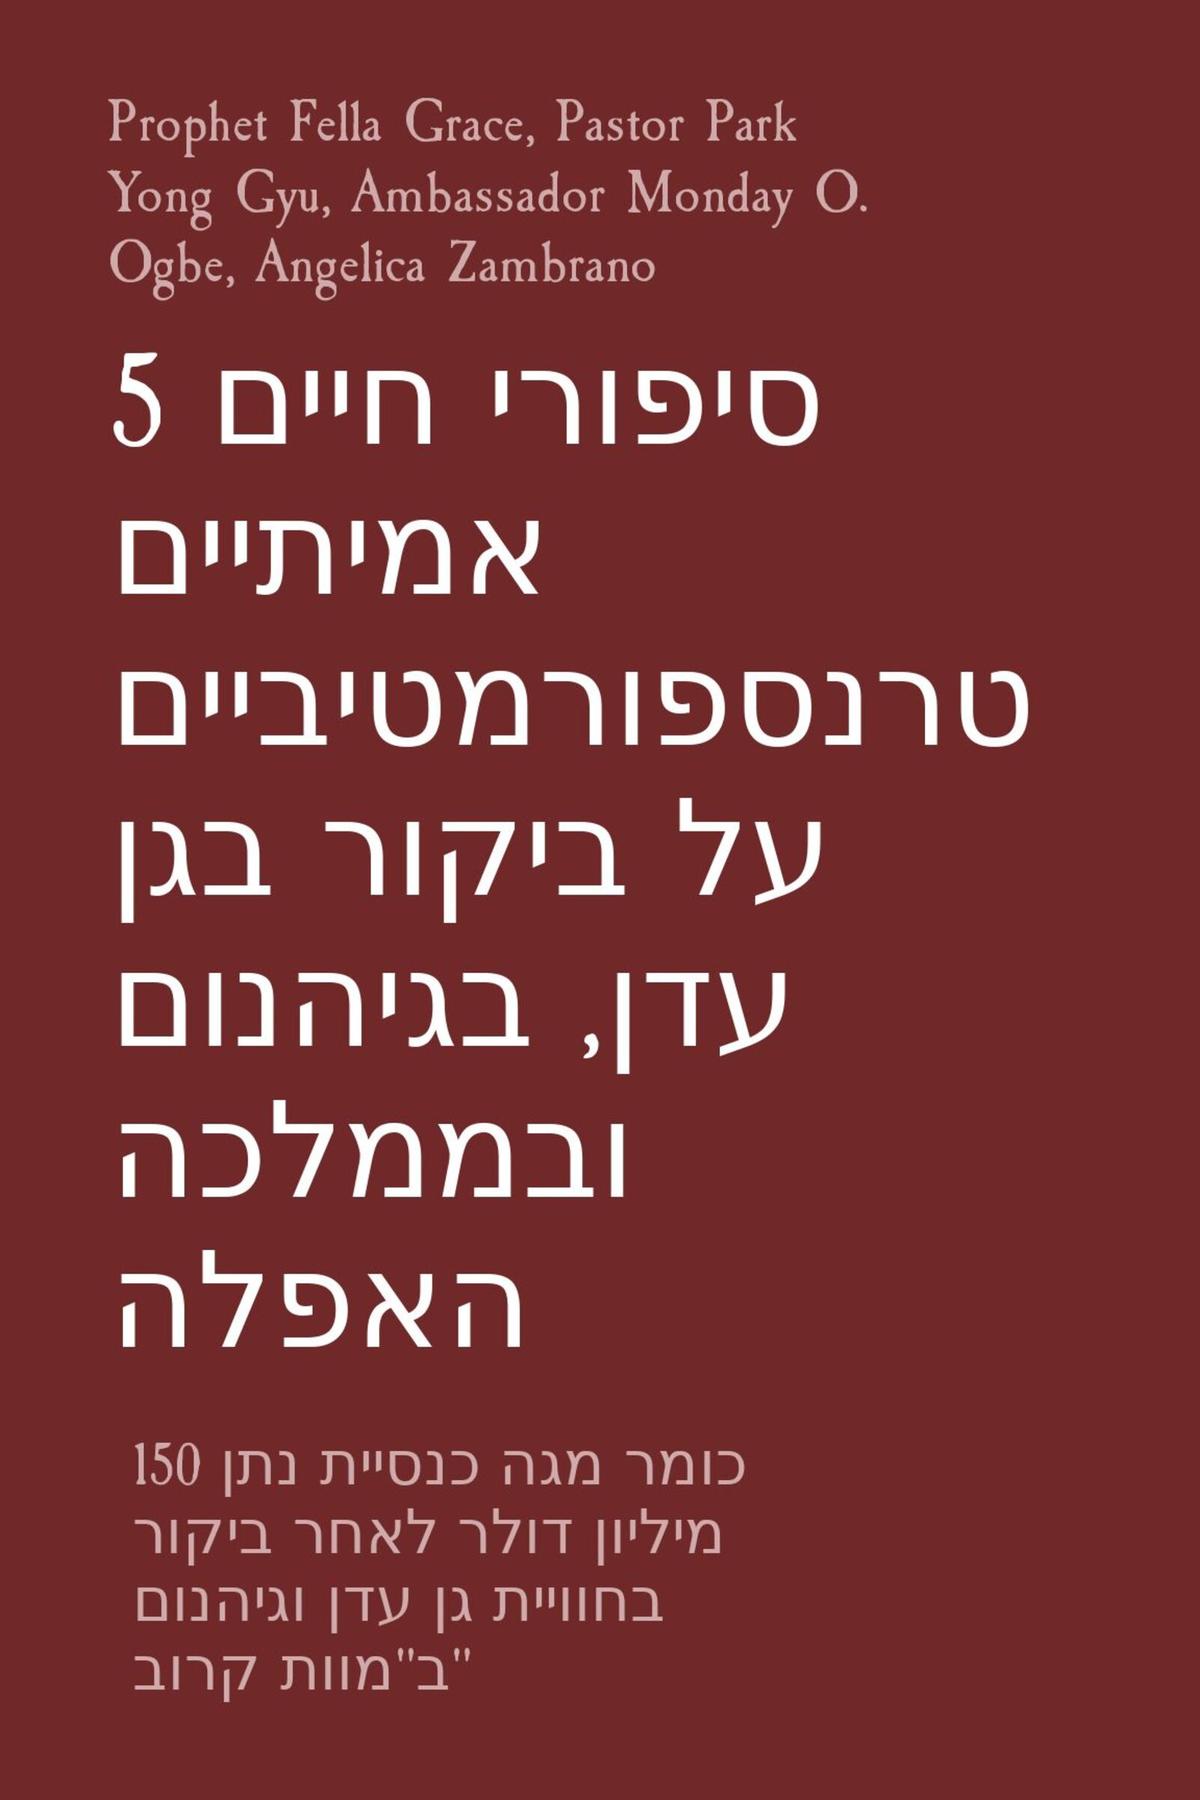 Prophet Fella Grace, Pastor Park
Yong Gyu, Ambassador Monday O.
Ogbe, Angelica Zambrano
5 סיפורי חיים
אמיתיים
טרנספורמטיביים
על ביקור בגן
עדן, בגיהנום
ובממלכה
האפלה
כומר מגה כנסיית נתן 150
מיליון דולר לאחר ביקור
בחוויית גן עדן וגיהנום
"ב"מוות קרוב